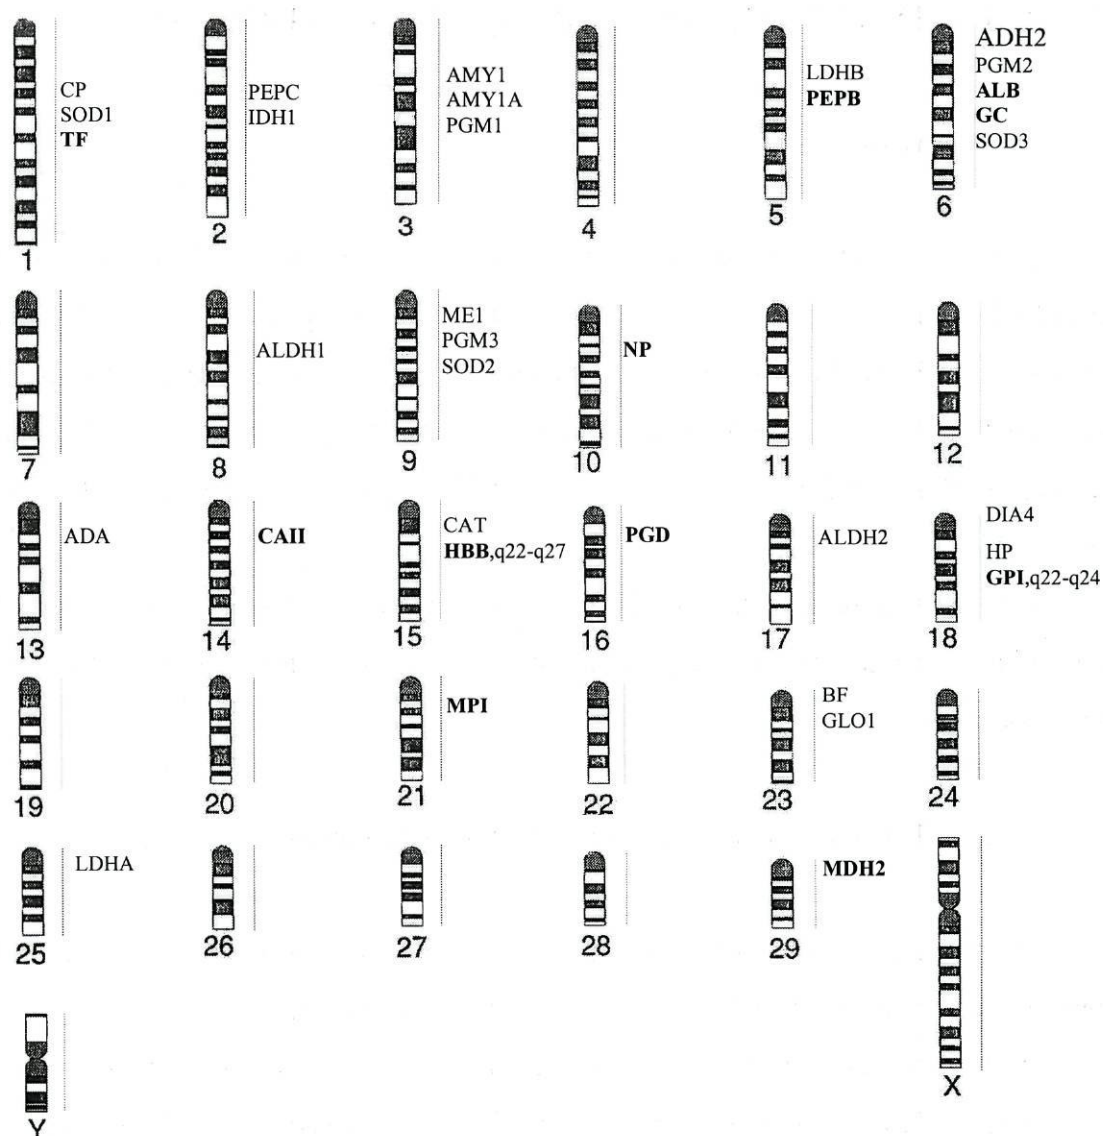 CP
SOD1
TF
1
PEPC
IDH1
2
AMY1
AMY1A
PGM1
3
4
LDHB
PEPB
5
ADH2
PGM2
ALB
GC
SOD3
6
7
ALDH1
8
ME1
PGM3
SOD2
9
NP
10
11
12
ADA
13
CAII
14
CAT
HBB,q22-q27
15
PGD
16
ALDH2
17
DIA4
HP
GPI,q22-q24
18
19
20
MPI
21
22
BF
GLO1
23
24
LDHA
25
26
27
28
MDH2
29
X
Y